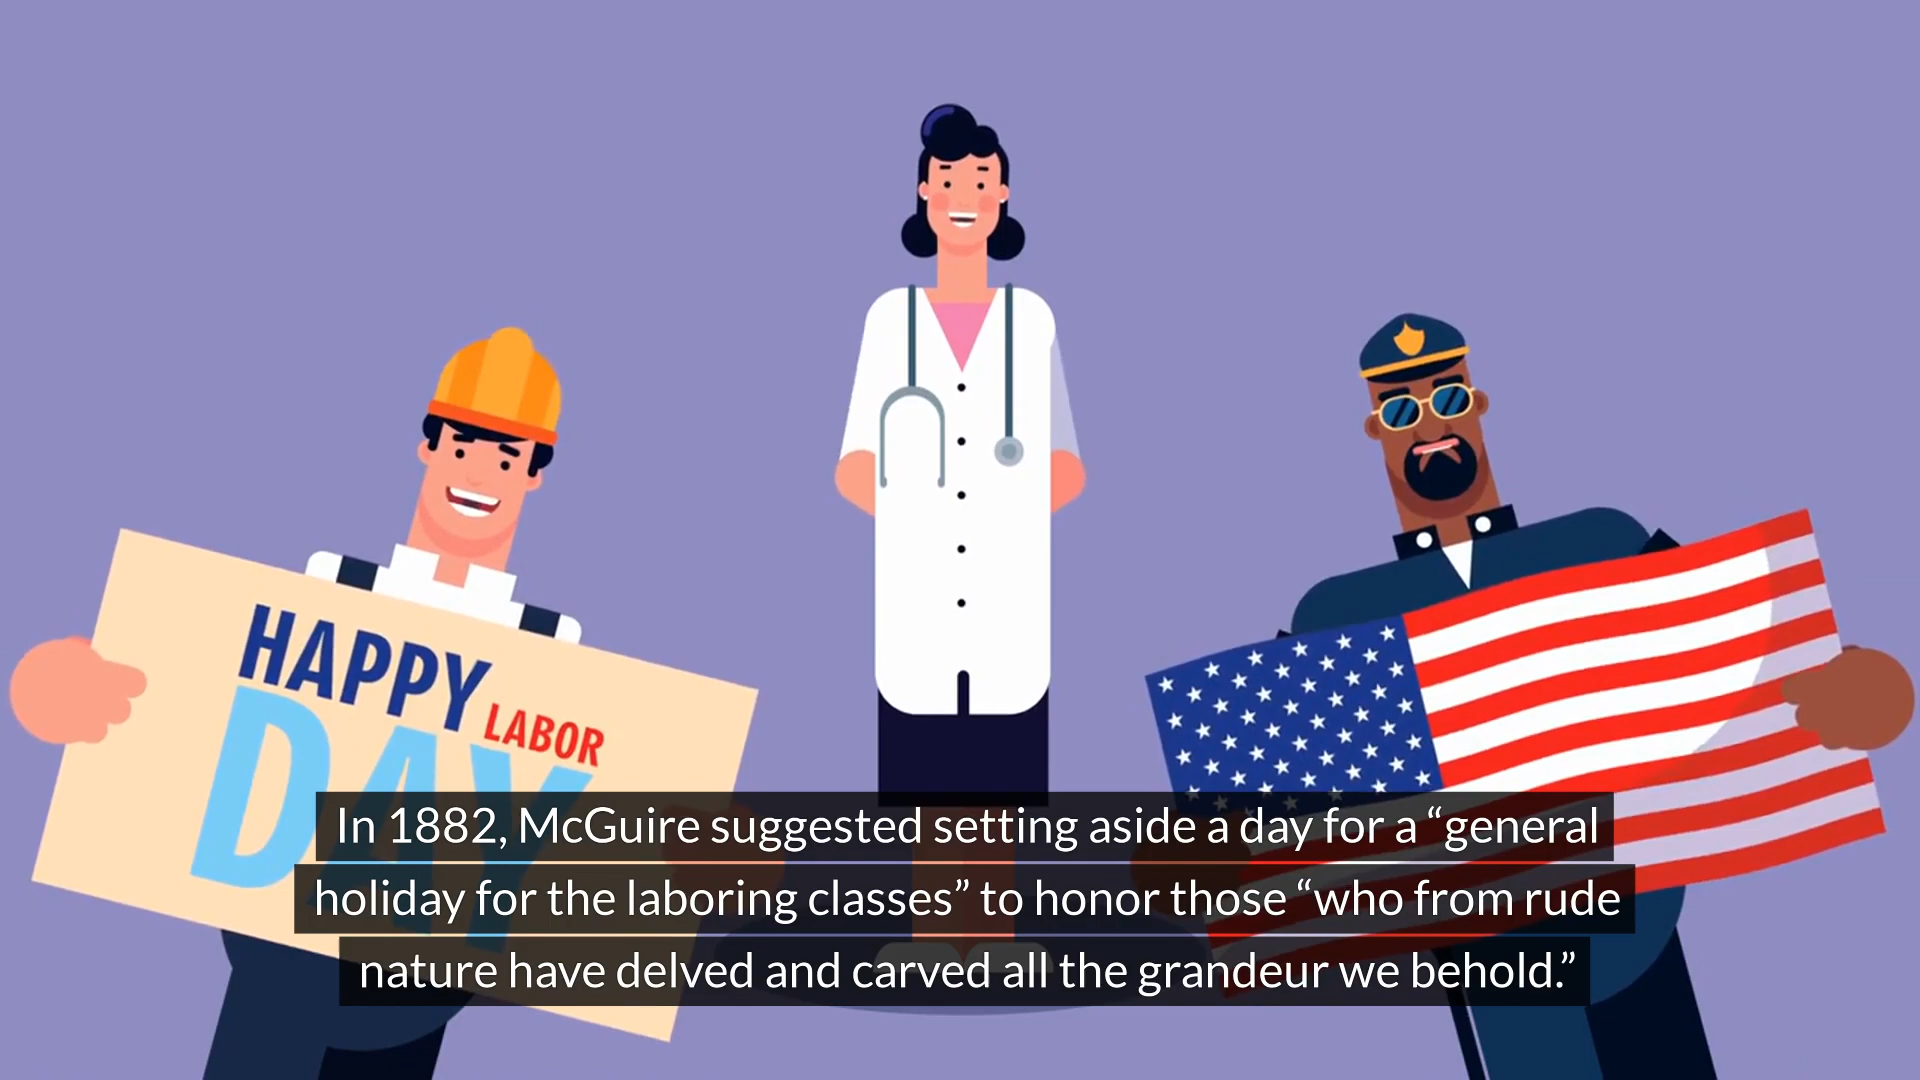 HAPPY
LABOR
DAY
In 1882, McGuire suggested setting aside a day for a “general
holiday for the laboring classes” to honor those “who from rude
nature have delved and carved all the grandeur we behold.”